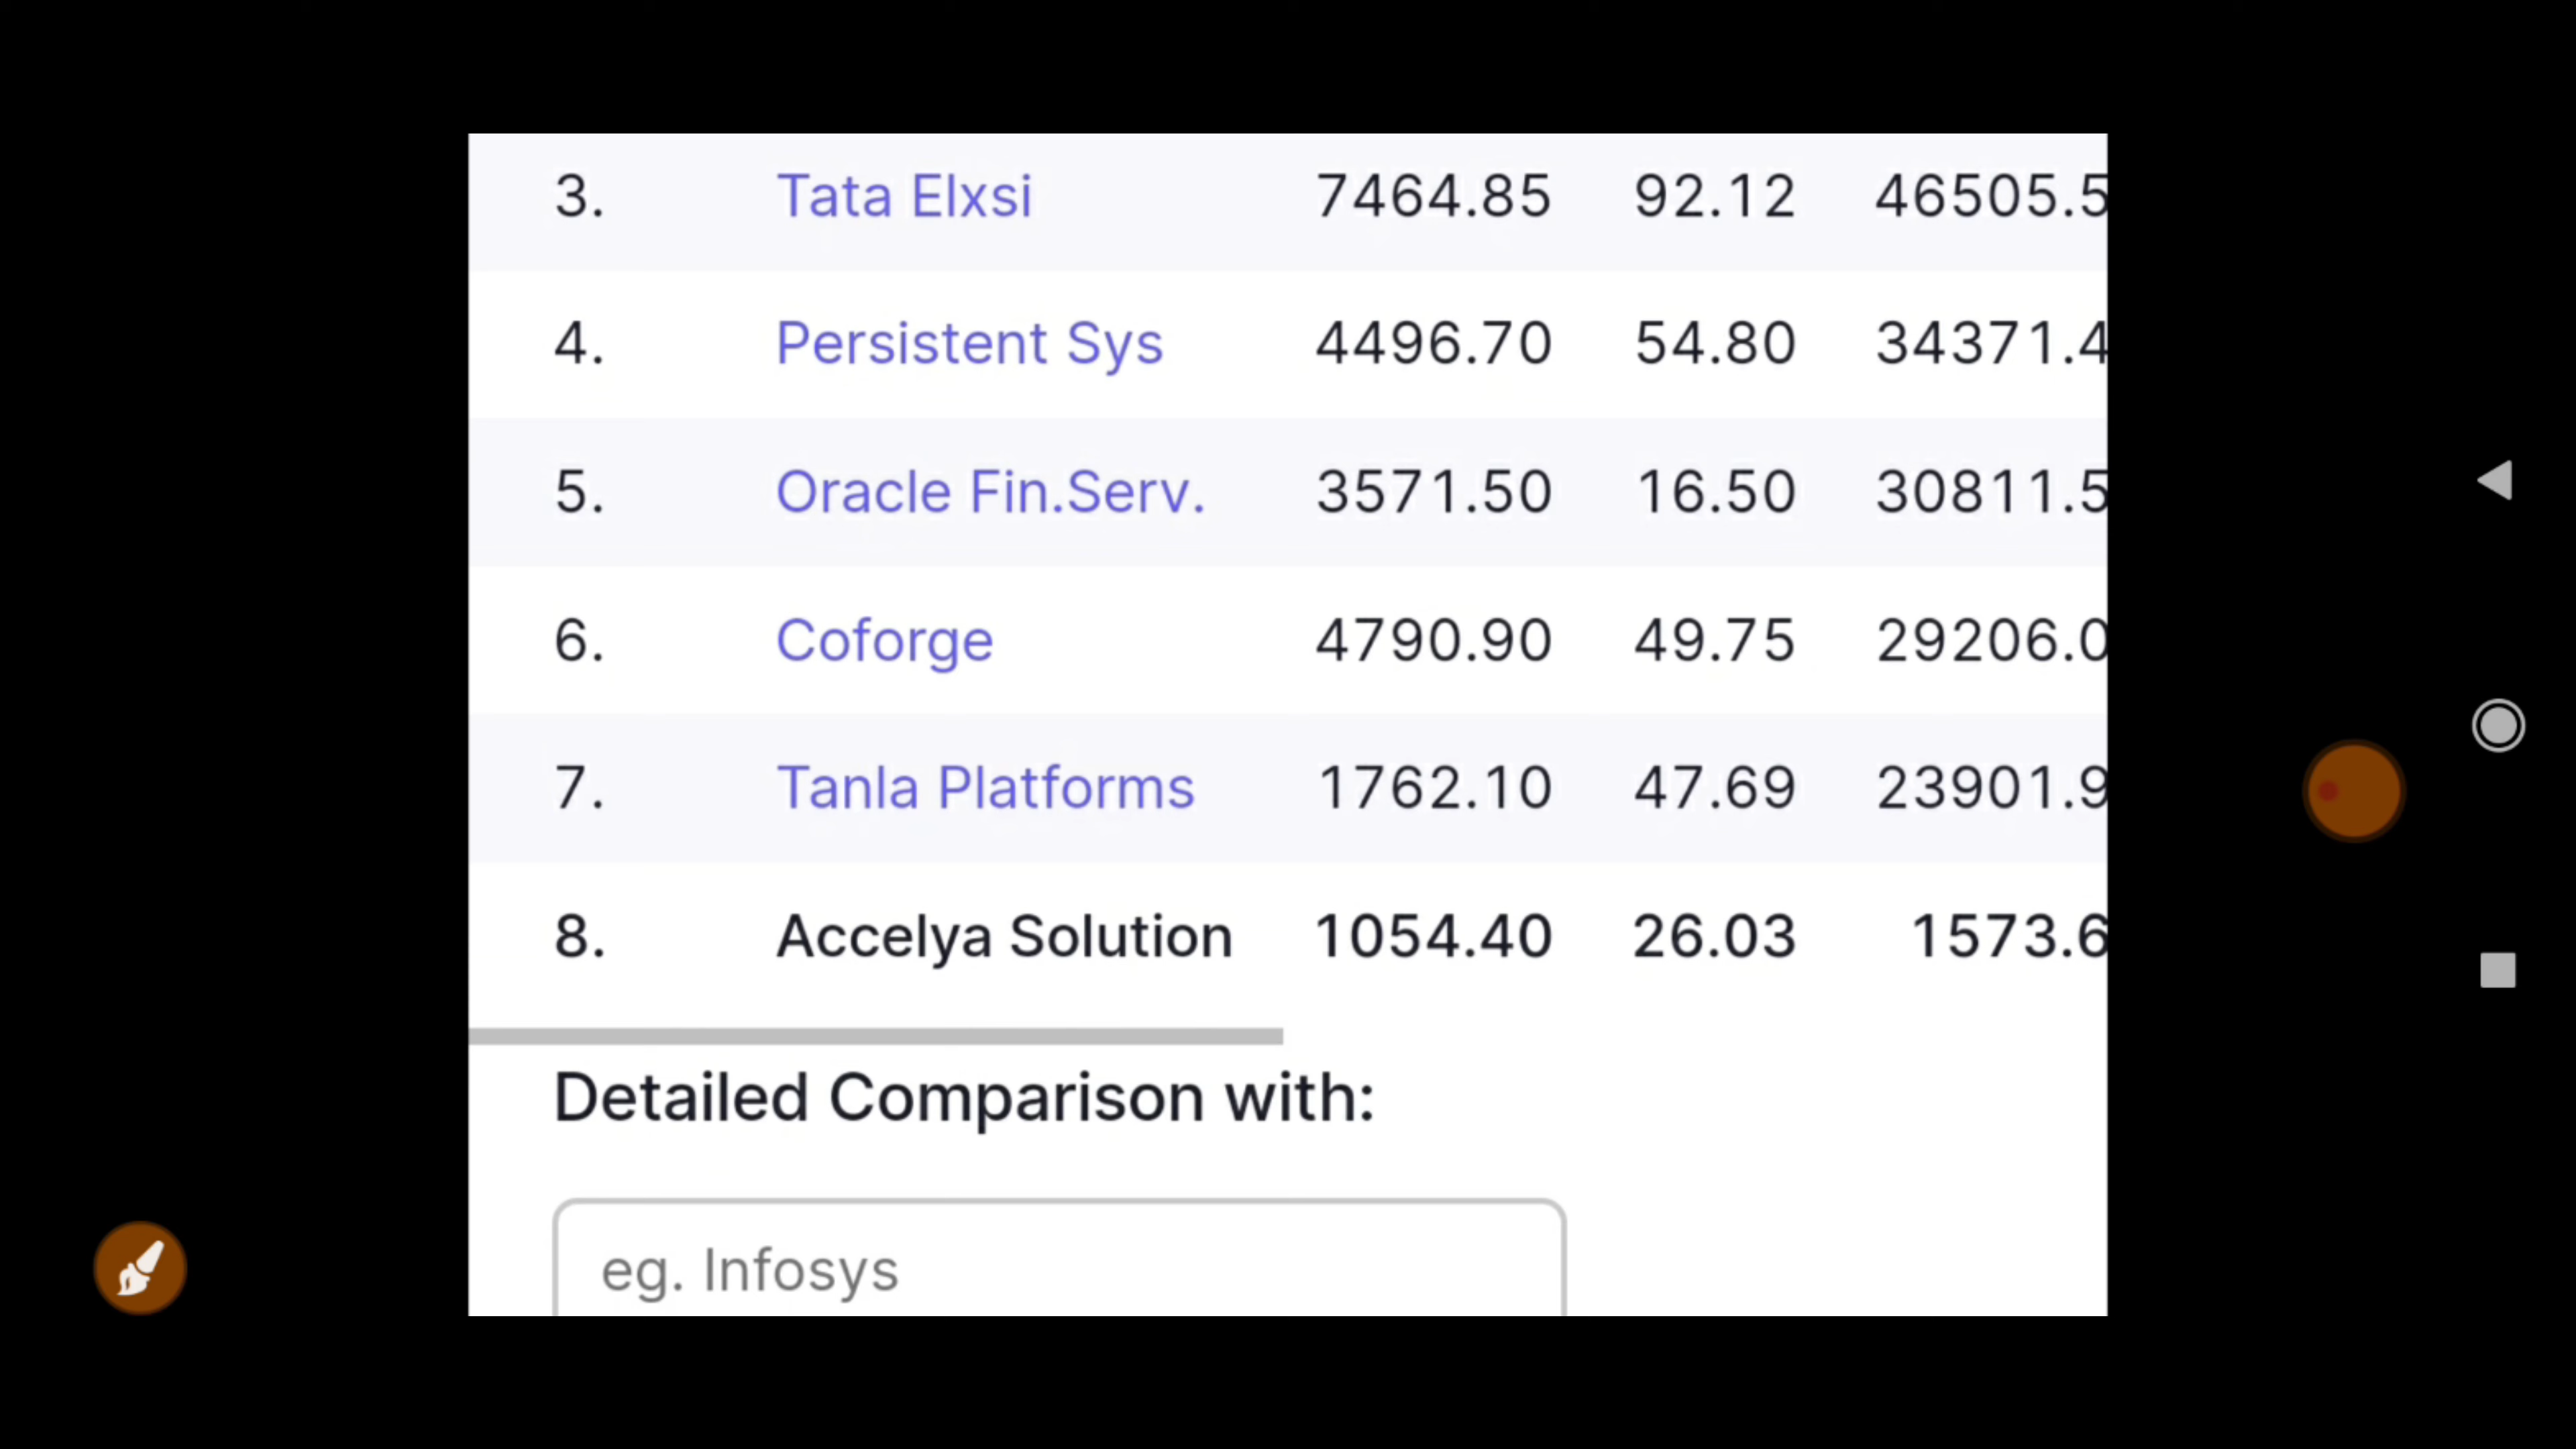 3. Tata Elxsi 7464.85 92.12 46505.5
4. Persistent Sys 4496.70 54.80 34371.4
5. Oracle Fin.Serv. 3571.50 16.50 30811.5
6. Coforge 4790.90 49.75 29206.0
7. Tanla Platforms 1762.10 47.69 23901.9
8. Accelya Solution 1054.40 26.03 1573.6
Detailed Comparison with:
eg. Infosys